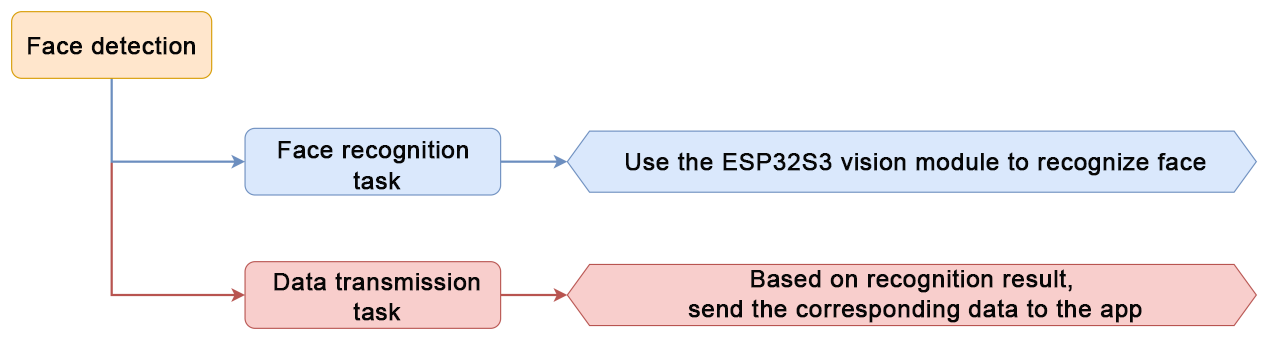 Face detection
Face recognition
task
Use the ESP32S3 vision module to recognize face
Data transmission
task
Based on recognition result,
send the corresponding data to the app